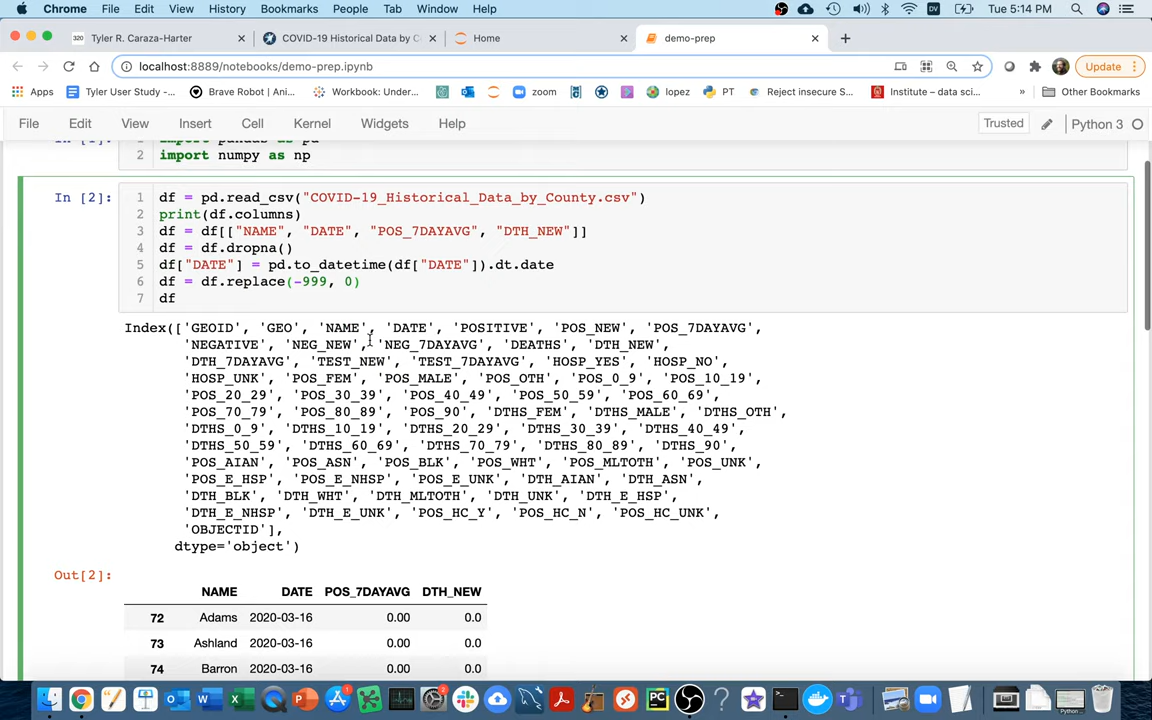 Chrome File Edit View History Bookmarks People Tab Window Help Tue 5:14 PM
Tyler R. Caraza-Harter COVID-19 Historical Data by C Home demo-prep
localhost:8889/notebooks/demo-prep.ipynb Update
Apps Tyler User Study -... Brave Robot | Ani... Workbook: Under... zoom lopez PT Reject insecure S... Institute – data sci... » Other Bookmarks
File Edit View Insert Cell Kernel Widgets Help Trusted Python 3
2 import numpy as np
In [2]: 1 df = pd.read_csv("COVID-19_Historical_Data_by_County.csv")
2 print(df.columns)
3 df = df[["NAME", "DATE", "POS_7DAYAVG", "DTH_NEW"]]
4 df = df.dropna()
5 df["DATE"] = pd.to_datetime(df["DATE"]).dt.date
6 df = df.replace(-999, 0)
7 df
Index(['GEOID', 'GEO', 'NAME', 'DATE', 'POSITIVE', 'POS_NEW', 'POS_7DAYAVG',
'NEGATIVE', 'NEG_NEW', 'NEG_7DAYAVG', 'DEATHS', 'DTH_NEW',
'DTH_7DAYAVG', 'TEST_NEW', 'TEST_7DAYAVG', 'HOSP_YES', 'HOSP_NO',
'HOSP_UNK', 'POS_FEM', 'POS_MALE', 'POS_OTH', 'POS_0_9', 'POS_10_19',
'POS_20_29', 'POS_30_39', 'POS_40_49', 'POS_50_59', 'POS_60_69',
'POS_70_79', 'POS_80_89', 'POS_90', 'DTHS_FEM', 'DTHS_MALE', 'DTHS_OTH',
'DTHS_0_9', 'DTHS_10_19', 'DTHS_20_29', 'DTHS_30_39', 'DTHS_40_49',
'DTHS_50_59', 'DTHS_60_69', 'DTHS_70_79', 'DTHS_80_89', 'DTHS_90',
'POS_AIAN', 'POS_ASN', 'POS_BLK', 'POS_WHT', 'POS_MLTOTH', 'POS_UNK',
'POS_E_HSP', 'POS_E_NHSP', 'POS_E_UNK', 'DTH_AIAN', 'DTH_ASN',
'DTH_BLK', 'DTH_WHT', 'DTH_MLTOTH', 'DTH_UNK', 'DTH_E_HSP',
'DTH_E_NHSP', 'DTH_E_UNK', 'POS_HC_Y', 'POS_HC_N', 'POS_HC_UNK',
'OBJECTID'],
dtype='object')
Out[2]:
NAME DATE POS_7DAYAVG DTH_NEW
72 Adams 2020-03-16 0.00 0.0
73 Ashland 2020-03-16 0.00 0.0
74 Barron 2020-03-16 0.00 0.0